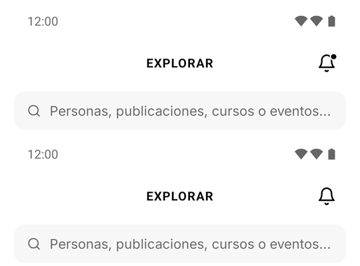 12:00
EXPLORAR
Personas, publicaciones, cursos o eventos...
12:00
EXPLORAR
Personas, publicaciones, cursos o eventos...